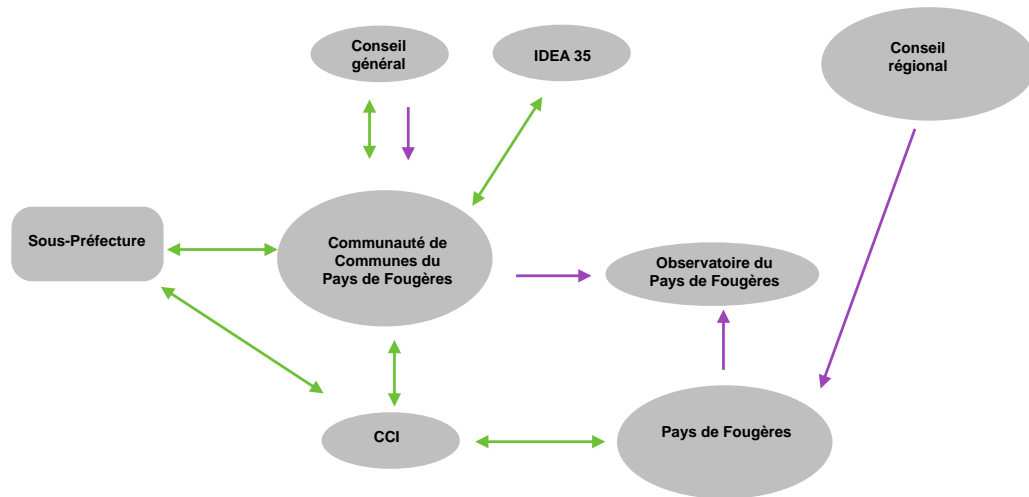 Conseil
général
IDEA 35
Conseil
régional
Sous-Préfecture
Communauté de
Communes du
Pays de Fougères
Observatoire du
Pays de Fougères
CCI
Pays de Fougères